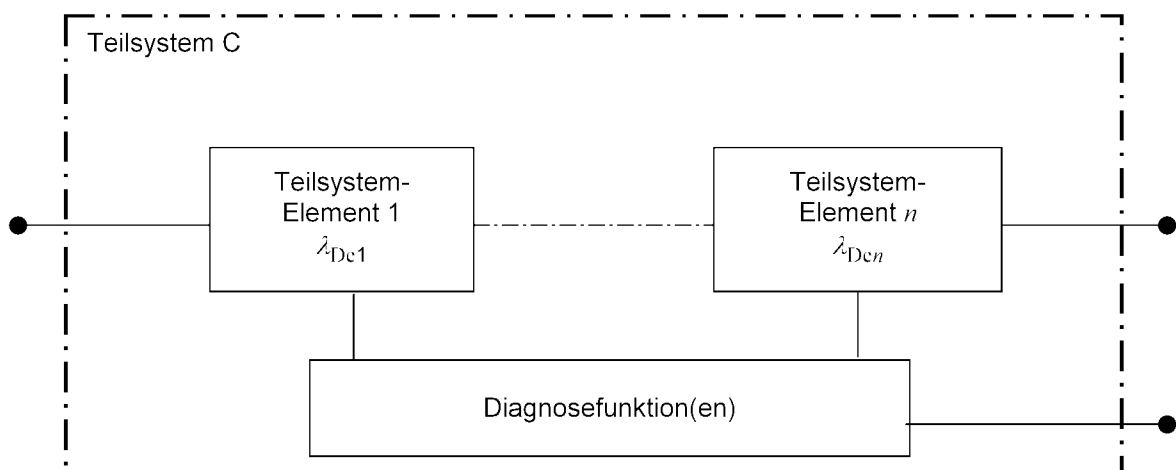 Teilsystem C
Teilsystem-
Element 1
λDe1
Teilsystem-
Element n
λDen
Diagnosefunktion(en)